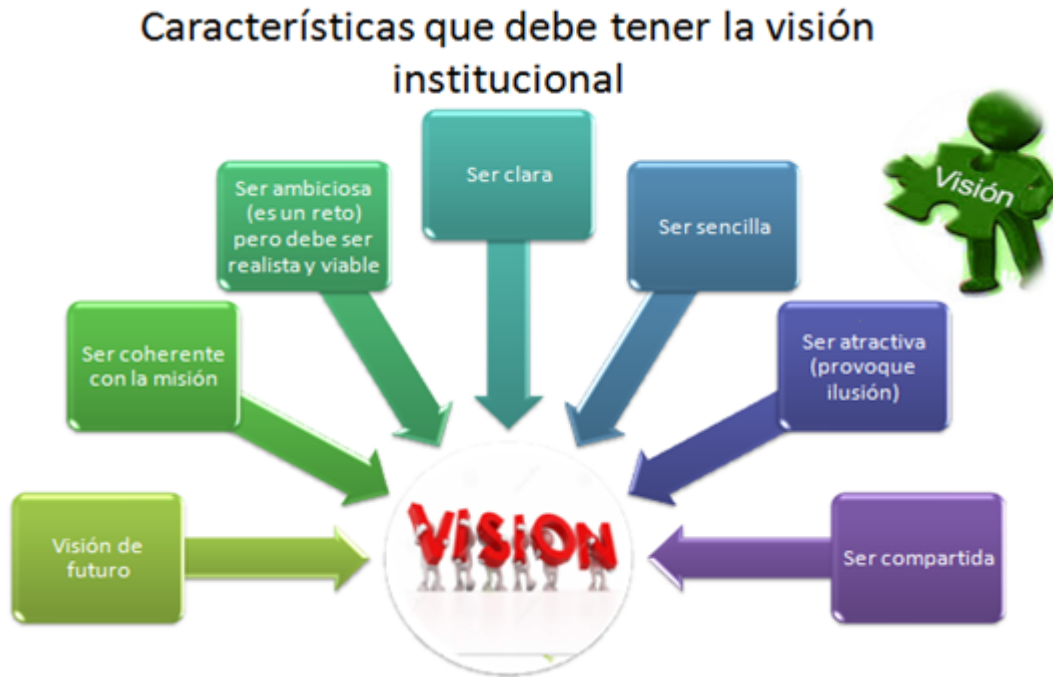 Características que debe tener la visión
institucional
Visión de
futuro
Ser coherente
con la misión
Ser ambiciosa
(es un reto)
pero debe ser
realista y viable
Ser clara
Ser sencilla
Ser atractiva
(provoque
ilusión)
Ser compartida
VISION
Visión